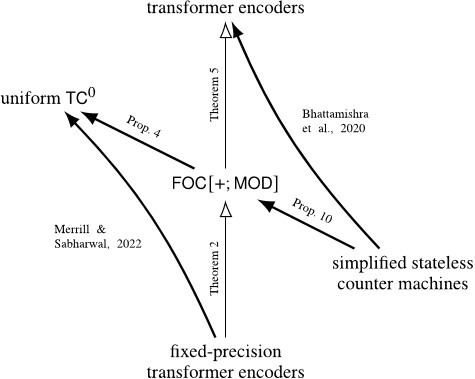 transformer encoders
uniform TC⁰
Prop. 4
Theorem 5
Bhattamishra
et al., 2020
FOC[+; MOD]
Prop. 10
Merrill &
Sabharwal, 2022
Theorem 2
simplified stateless
counter machines
fixed-precision
transformer encoders